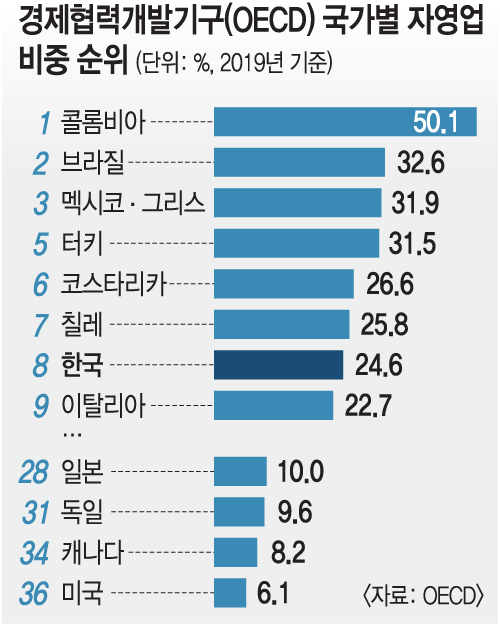 경제협력개발기구(OECD) 국가별 자영업
비중 순위 (단위: %, 2019년 기준)
1 콜롬비아 50.1
2 브라질 32.6
3 멕시코·그리스 31.9
5 터키 31.5
6 코스타리카 26.6
7 칠레 25.8
8 한국 24.6
9 이탈리아 22.7
...
28 일본 10.0
31 독일 9.6
34 캐나다 8.2
36 미국 6.1
〈자료: OECD〉